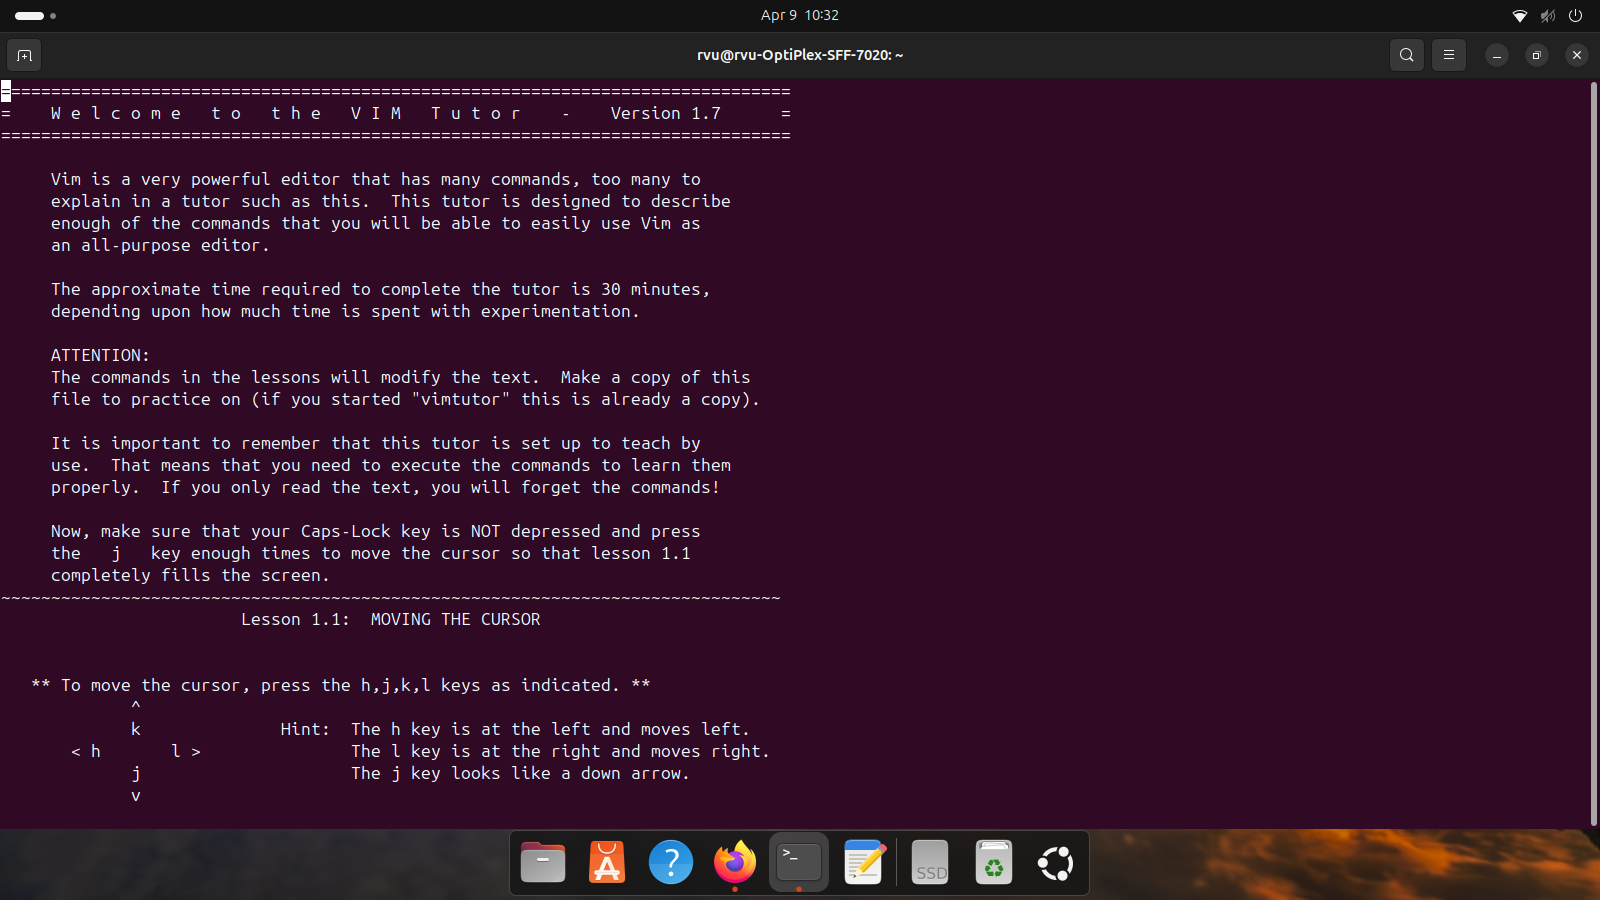 Apr 9 10:32
rvu@rvu-OptiPlex-SFF-7020: ~
===============================================================================
=    W e l c o m e   t o   t h e   V I M   T u t o r    -    Version 1.7      =
===============================================================================
Vim is a very powerful editor that has many commands, too many to
explain in a tutor such as this.  This tutor is designed to describe
enough of the commands that you will be able to easily use Vim as
an all-purpose editor.
The approximate time required to complete the tutor is 30 minutes,
depending upon how much time is spent with experimentation.
ATTENTION:
The commands in the lessons will modify the text.  Make a copy of this
file to practice on (if you started "vimtutor" this is already a copy).
It is important to remember that this tutor is set up to teach by
use.  That means that you need to execute the commands to learn them
properly.  If you only read the text, you will forget the commands!
Now, make sure that your Caps-Lock key is NOT depressed and press
the   j   key enough times to move the cursor so that lesson 1.1
completely fills the screen.
~~~~~~~~~~~~~~~~~~~~~~~~~~~~~~~~~~~~~~~~~~~~~~~~~~~~~~~~~~~~~~~~~~~~~~~~~~~~~~
Lesson 1.1:  MOVING THE CURSOR
** To move the cursor, press the h,j,k,l keys as indicated. **
^
k              Hint:  The h key is at the left and moves left.
< h       l >               The l key is at the right and moves right.
j                     The j key looks like a down arrow.
v
>_
SSD